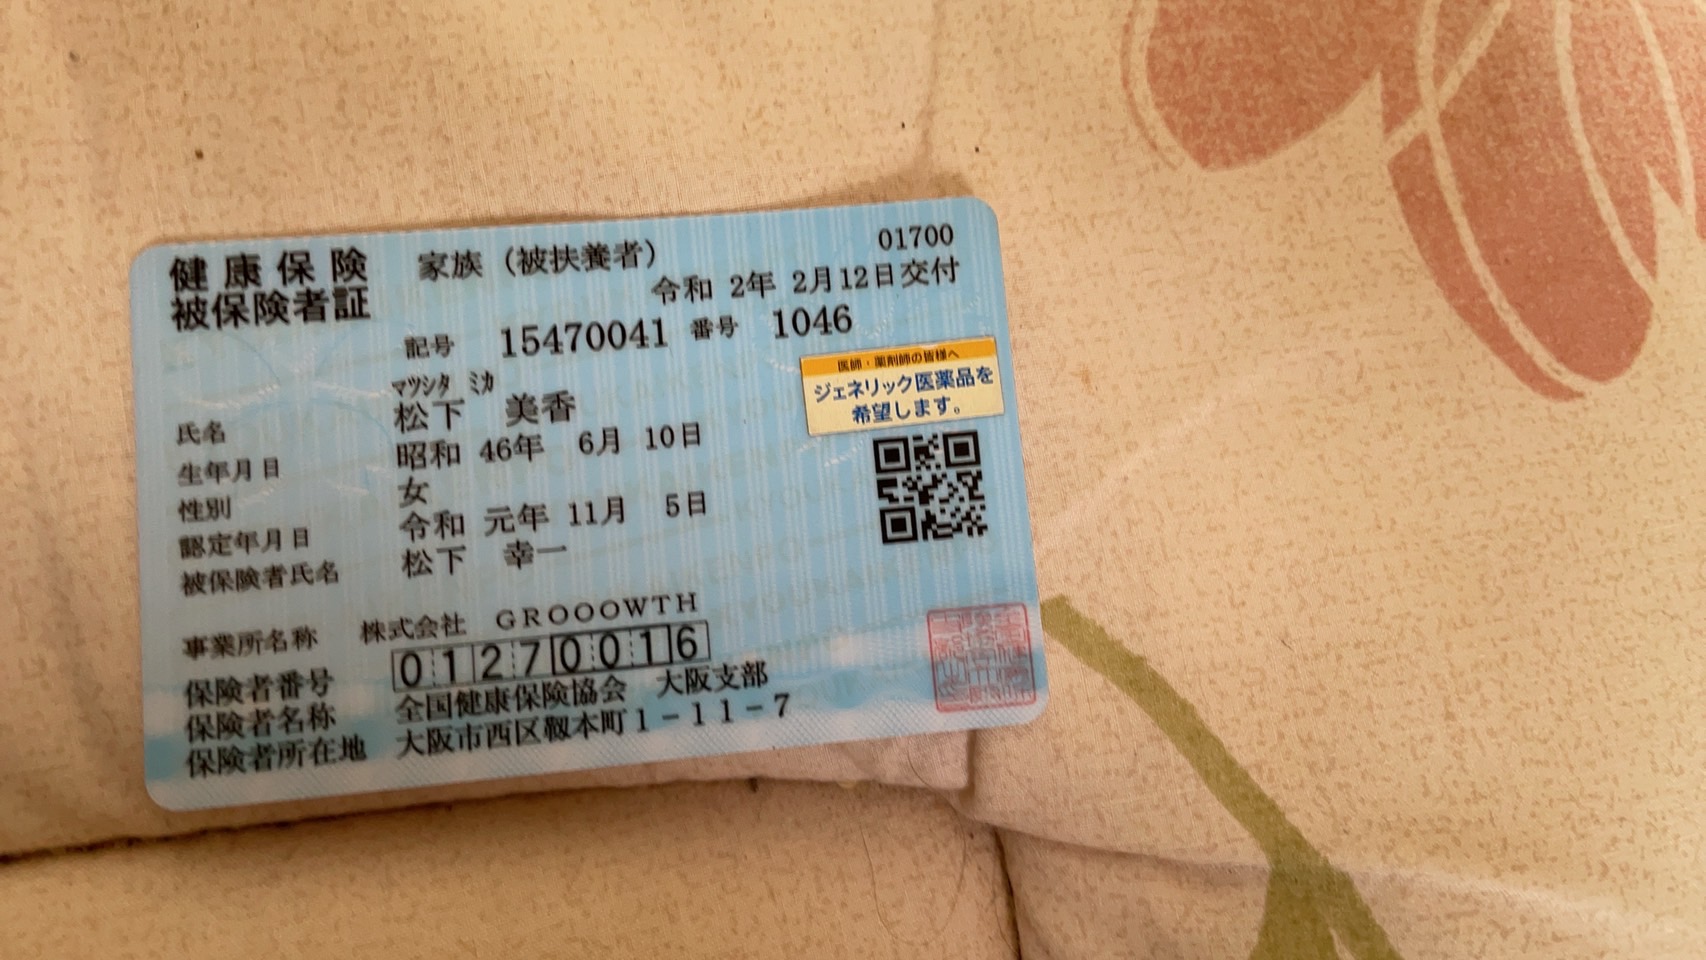 健康保険 家族（被扶養者） 01700
被保険者証 令和 2年 2月12日交付
記号 15470041 番号 1046
医師・薬剤師の皆様へ
ジェネリック医薬品を
希望します。
マツシタ ミカ
氏名 松下 美香
生年月日 昭和 46年 6月 10日
性別 女
認定年月日 令和 元年 11月 5日
被保険者氏名 松下 幸一
事業所名称 株式会社 GROOOWTH
保険者番号 01270016
保険者名称 全国健康保険協会 大阪支部
保険者所在地 大阪市西区靱本町1-11-7